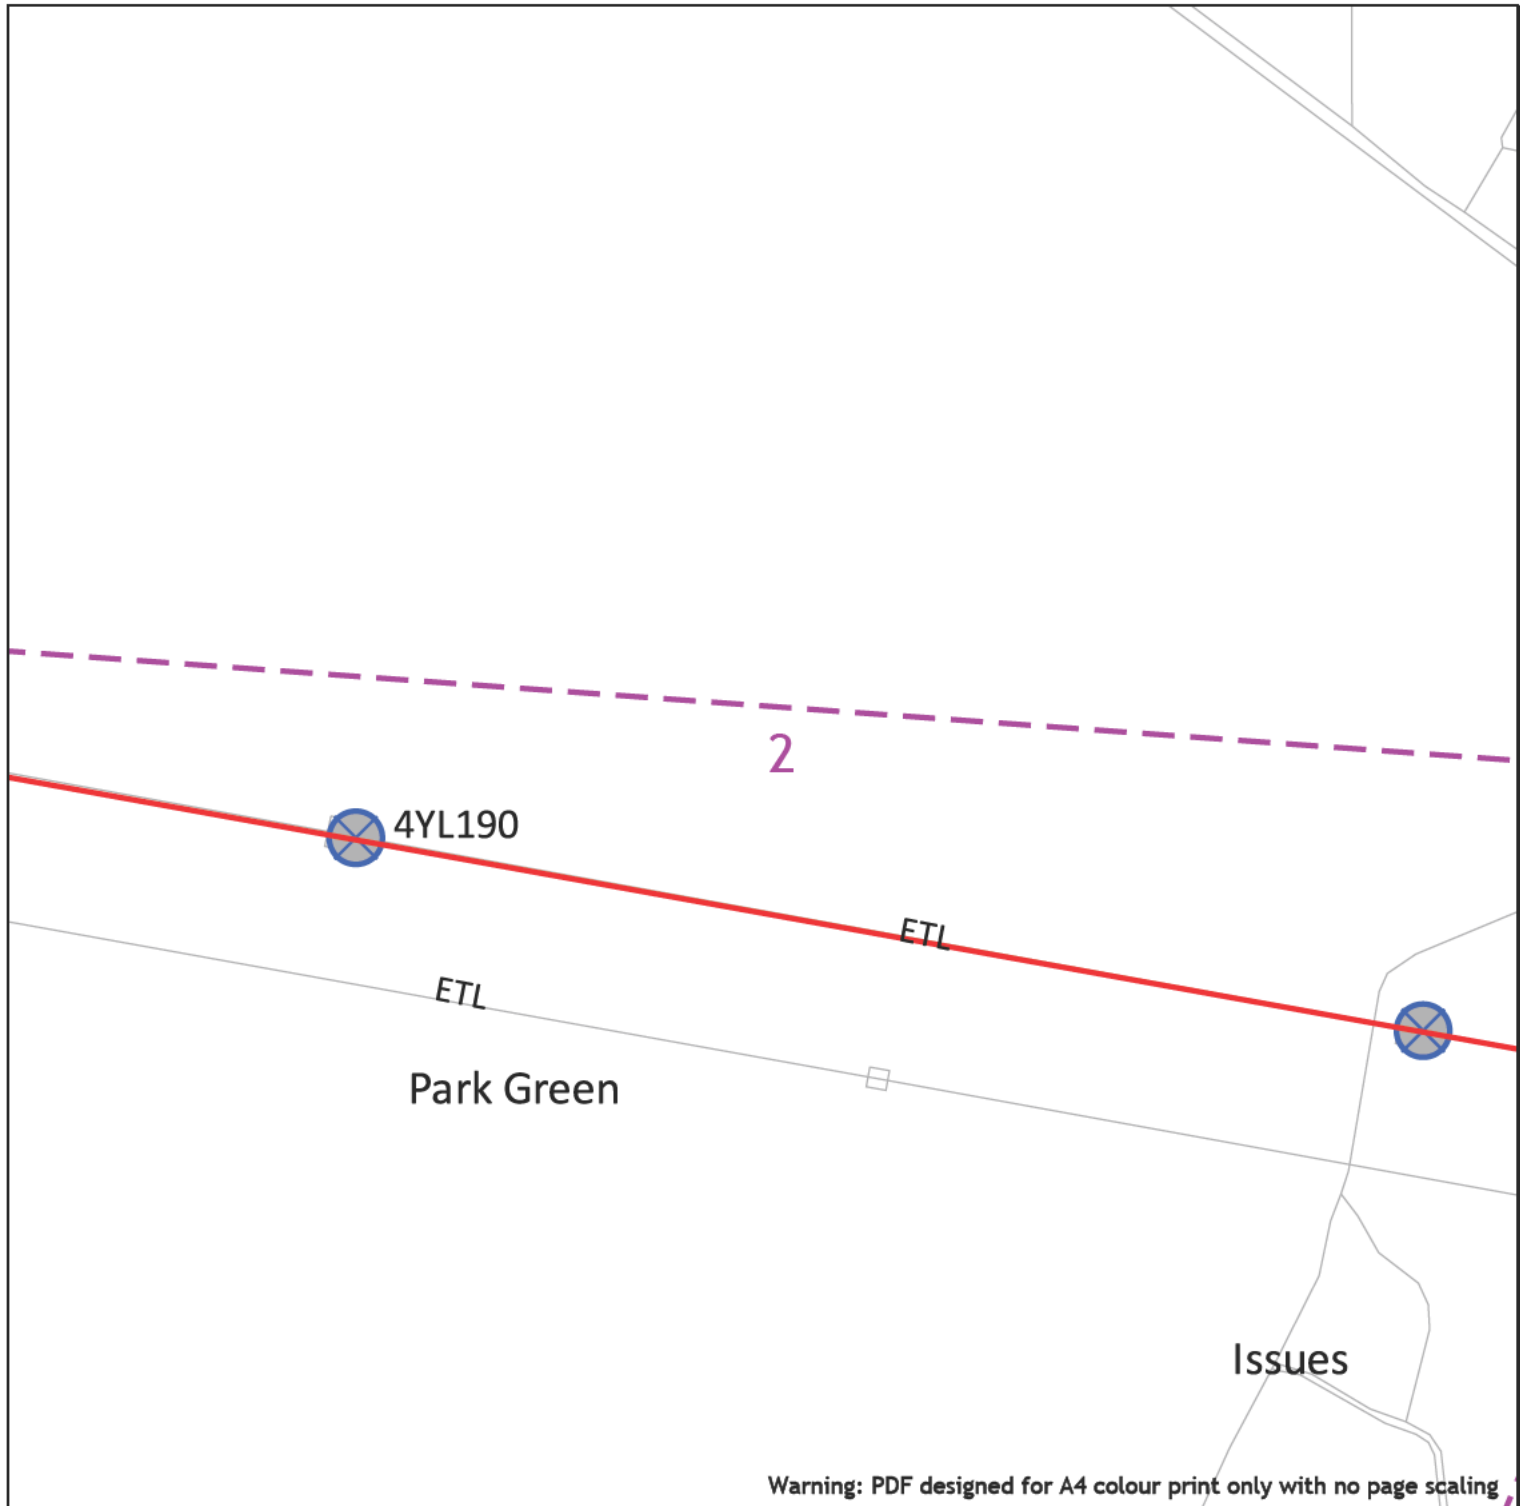 2
4YL190
ETL
ETL
Park Green
Issues
Warning: PDF designed for A4 colour print only with no page scaling